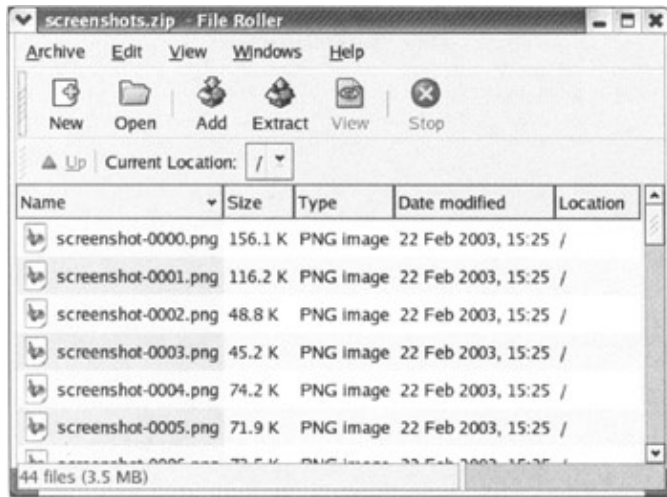 screenshots.zip - File Roller
Archive Edit View Windows Help
New Open Add Extract View Stop
Up Current Location: /
Name Size Type Date modified Location
screenshot-0000.png 156.1 K PNG image 22 Feb 2003, 15:25 /
screenshot-0001.png 116.2 K PNG image 22 Feb 2003, 15:25 /
screenshot-0002.png 48.8 K PNG image 22 Feb 2003, 15:25 /
screenshot-0003.png 45.2 K PNG image 22 Feb 2003, 15:25 /
screenshot-0004.png 74.2 K PNG image 22 Feb 2003, 15:25 /
screenshot-0005.png 71.9 K PNG image 22 Feb 2003, 15:25 /
44 files (3.5 MB)